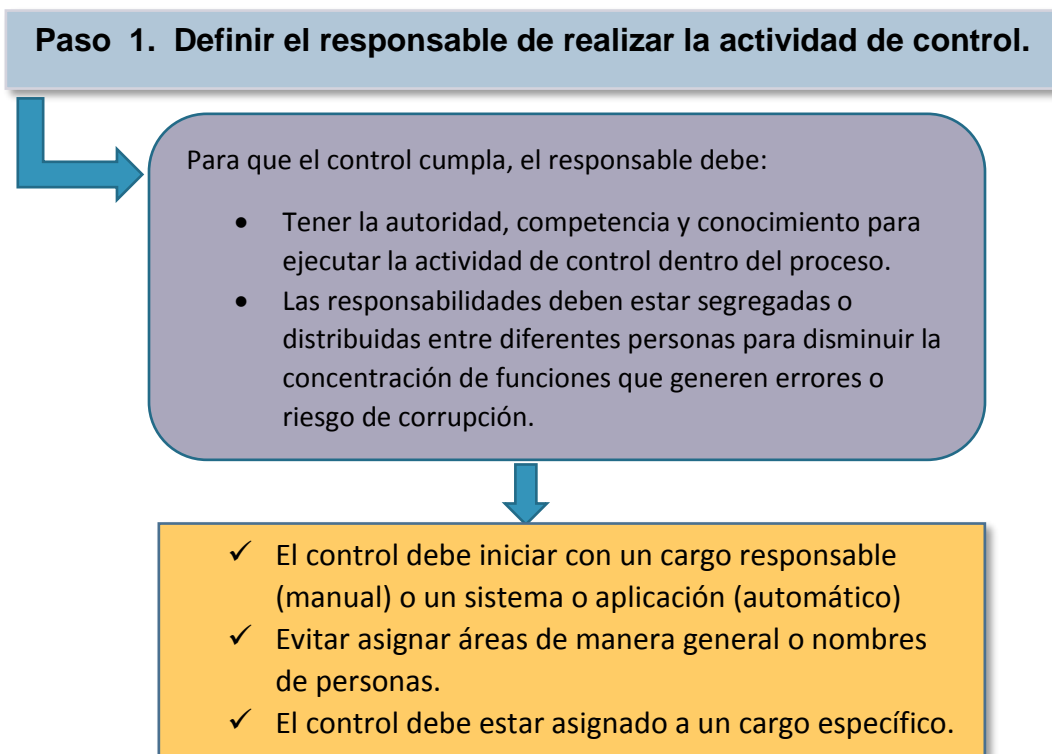 Paso 1. Definir el responsable de realizar la actividad de control.
Para que el control cumpla, el responsable debe:
• Tener la autoridad, competencia y conocimiento para
ejecutar la actividad de control dentro del proceso.
• Las responsabilidades deben estar segregadas o
distribuidas entre diferentes personas para disminuir la
concentración de funciones que generen errores o
riesgo de corrupción.
✓ El control debe iniciar con un cargo responsable
(manual) o un sistema o aplicación (automático)
✓ Evitar asignar áreas de manera general o nombres
de personas.
✓ El control debe estar asignado a un cargo específico.